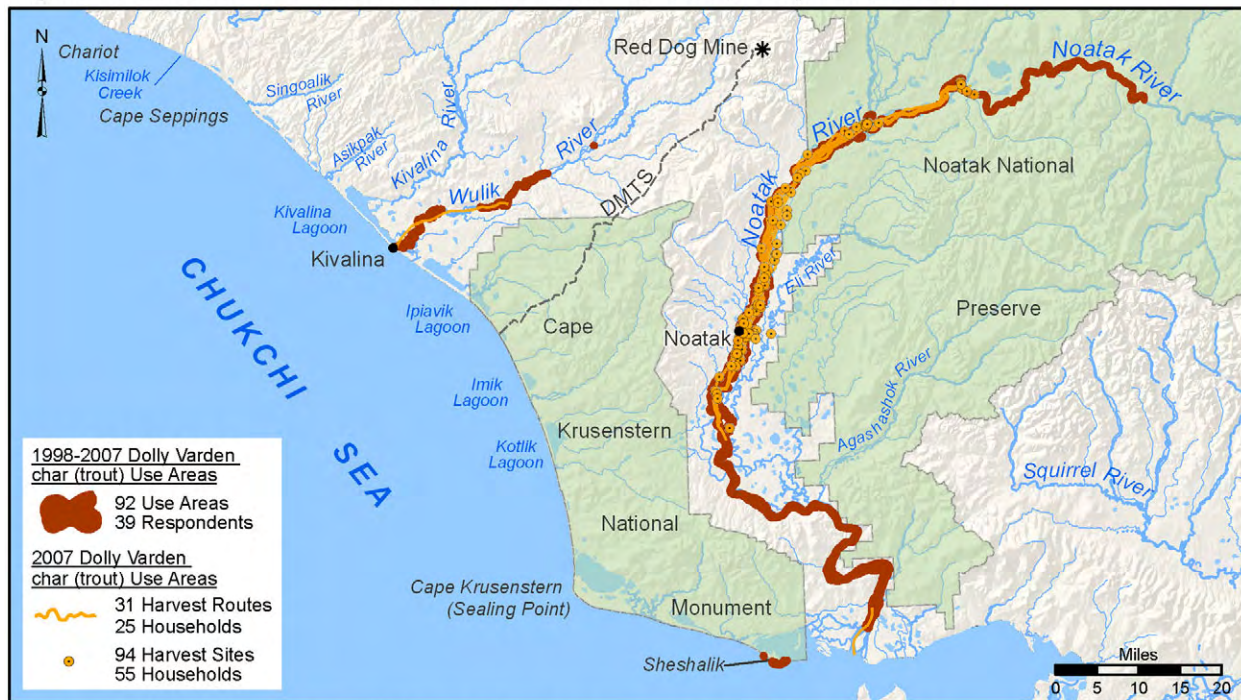 N
Chariot
Kisimilok
Creek
Singoalik
River
Cape Seppings
Asikpak
River
Kivalina River
Wulik River
Kivalina
Lagoon
Kivalina
Red Dog Mine
DMTS
Noatak River
Noatak River
Noatak National
Preserve
Eli River
Noatak
Agashashok River
Squirrel River
CHUKCHI
SEA
Ipiavik
Lagoon
Imik
Lagoon
Kotlik
Lagoon
Cape
Krusenstern
National
Monument
Cape Krusenstern
(Sealing Point)
Sheshalik
1998-2007 Dolly Varden
char (trout) Use Areas
92 Use Areas
39 Respondents
2007 Dolly Varden
char (trout) Use Areas
31 Harvest Routes
25 Households
94 Harvest Sites
55 Households
Miles
0 5 10 15 20